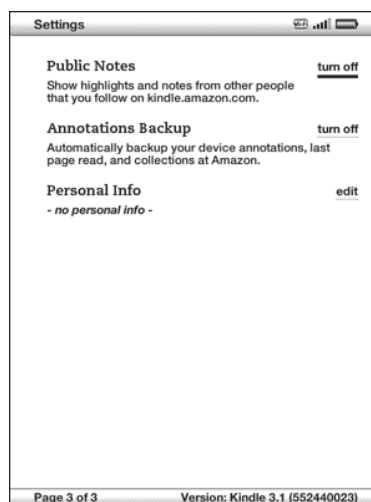 Settings
Wi-Fi
Public Notes turn off
Show highlights and notes from other people
that you follow on kindle.amazon.com.
Annotations Backup turn off
Automatically backup your device annotations, last
page read, and collections at Amazon.
Personal Info edit
- no personal info -
Page 3 of 3 Version: Kindle 3.1 (552440023)